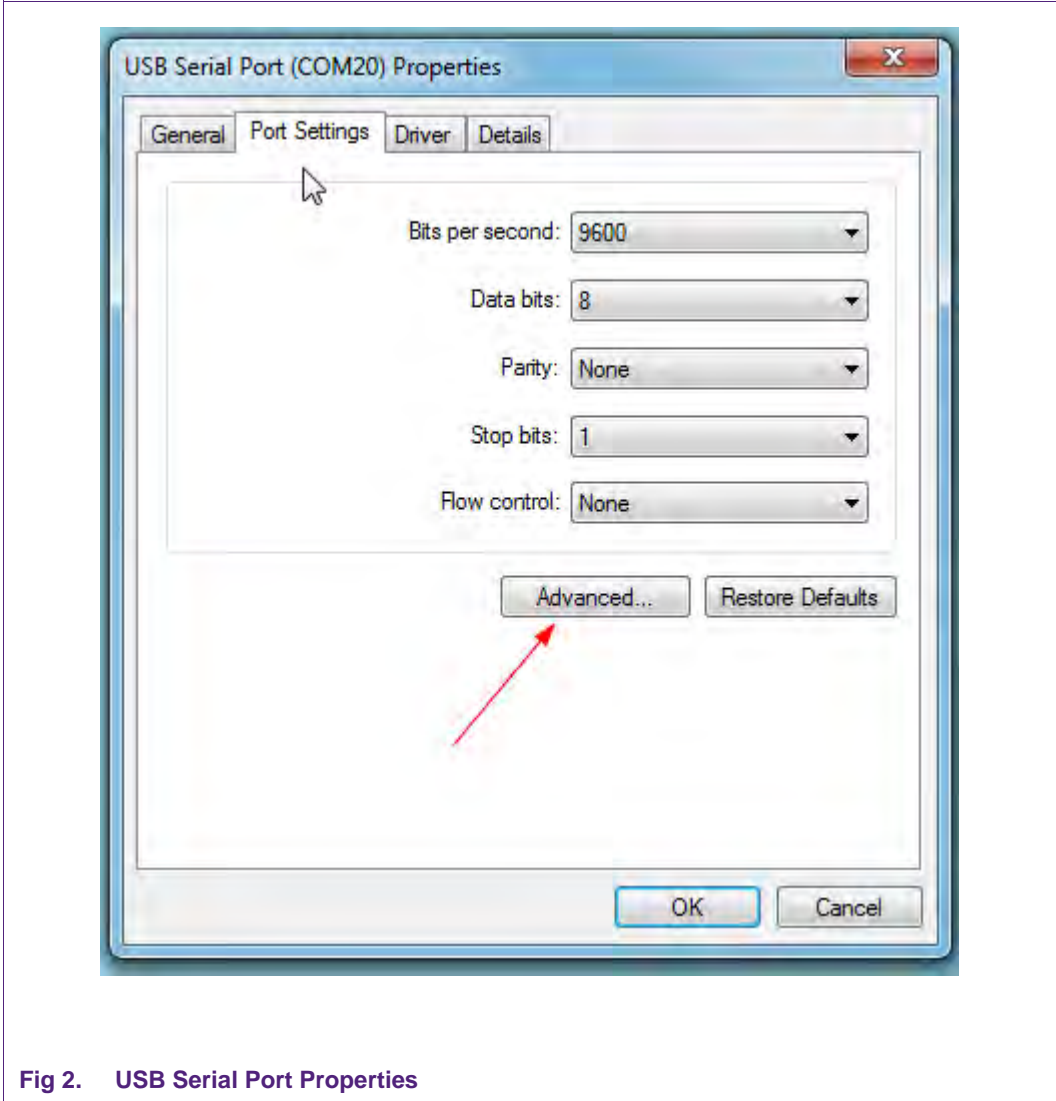 USB Serial Port (COM20) Properties
General Port Settings Driver Details
Bits per second: 9600
Data bits: 8
Parity: None
Stop bits: 1
Flow control: None
Advanced... Restore Defaults
OK Cancel
Fig 2. USB Serial Port Properties